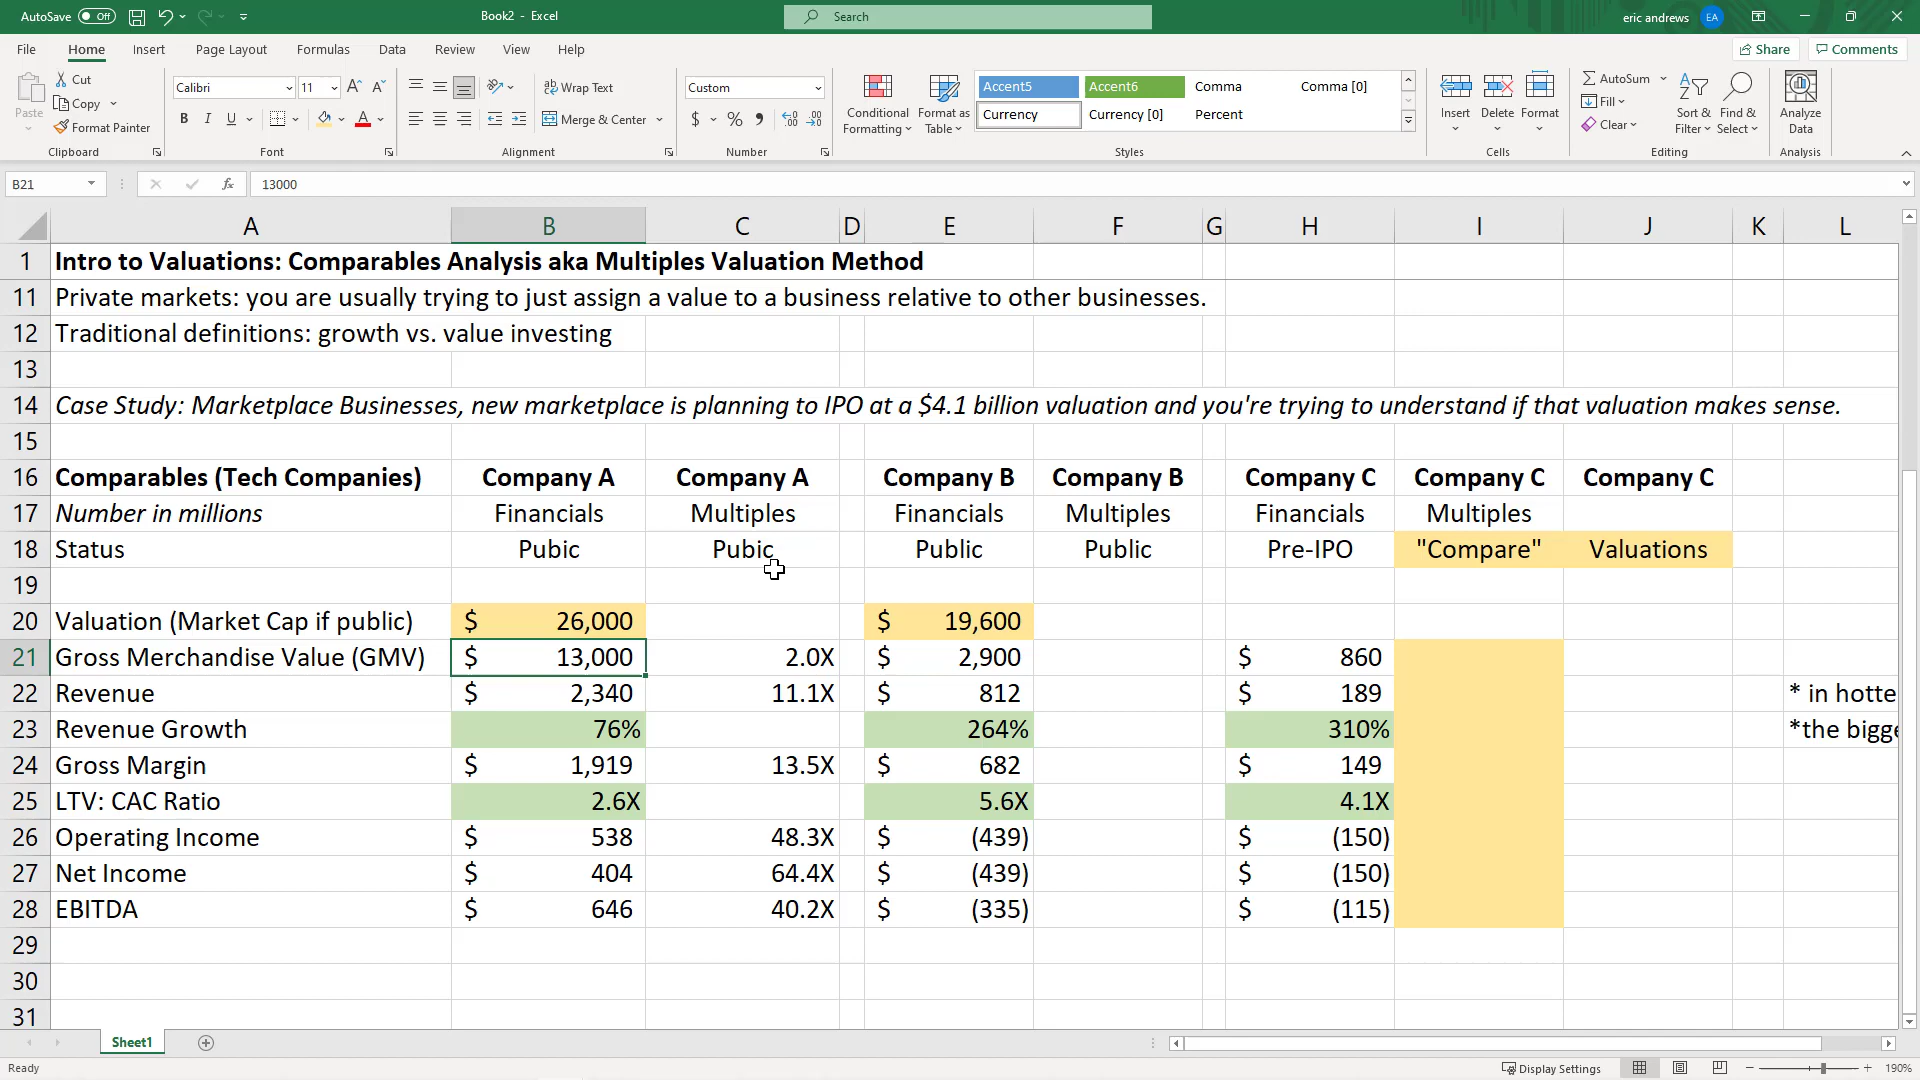 AutoSave Off Book2 - Excel Search eric andrews EA
File Home Insert Page Layout Formulas Data Review View Help Share Comments
Paste Cut Copy Format Painter Clipboard
Calibri 11 B I U A Font
Wrap Text Merge & Center Alignment
Custom $ % Number
Conditional Formatting Format as Table
Accent5 Accent6 Comma Comma [0]
Currency Currency [0] Percent
Styles
Insert Delete Format Cells
AutoSum Fill Clear Sort & Filter Find & Select Editing
Analyze Data Analysis
B21 fx 13000
A B C D E F G H I J K L
1 Intro to Valuations: Comparables Analysis aka Multiples Valuation Method
11 Private markets: you are usually trying to just assign a value to a business relative to other businesses.
12 Traditional definitions: growth vs. value investing
13
14 Case Study: Marketplace Businesses, new marketplace is planning to IPO at a $4.1 billion valuation and you're trying to understand if that valuation makes sense.
15
16 Comparables (Tech Companies) Company A Company A Company B Company B Company C Company C Company C
17 Number in millions Financials Multiples Financials Multiples Financials Multiples
18 Status Pubic Pubic Public Public Pre-IPO "Compare" Valuations
19
20 Valuation (Market Cap if public) $ 26,000 $ 19,600
21 Gross Merchandise Value (GMV) $ 13,000 2.0X $ 2,900 $ 860
22 Revenue $ 2,340 11.1X $ 812 $ 189 * in hotte
23 Revenue Growth 76% 264% 310% *the bigge
24 Gross Margin $ 1,919 13.5X $ 682 $ 149
25 LTV: CAC Ratio 2.6X 5.6X 4.1X
26 Operating Income $ 538 48.3X $ (439) $ (150)
27 Net Income $ 404 64.4X $ (439) $ (150)
28 EBITDA $ 646 40.2X $ (335) $ (115)
29
30
31
Sheet1
Ready Display Settings 190%